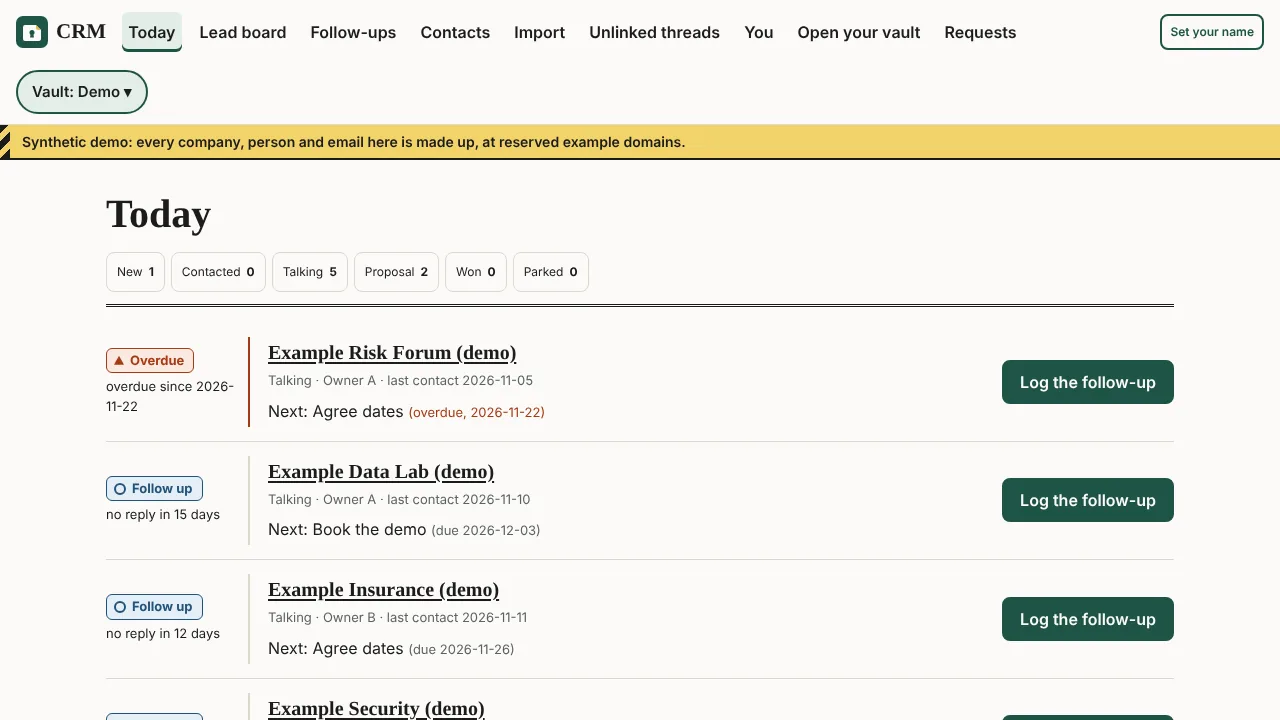 CRM
Today
Lead board
Follow-ups
Contacts
Import
Unlinked threads
You
Open your vault
Requests
Set your name
Vault: Demo ▾
Synthetic demo: every company, person and email here is made up, at reserved example domains.
Today
New 1
Contacted 0
Talking 5
Proposal 2
Won 0
Parked 0
Overdue
overdue since 2026-
11-22
Example Risk Forum (demo)
Talking · Owner A · last contact 2026-11-05
Next: Agree dates (overdue, 2026-11-22)
Log the follow-up
Follow up
no reply in 15 days
Example Data Lab (demo)
Talking · Owner A · last contact 2026-11-10
Next: Book the demo (due 2026-12-03)
Log the follow-up
Follow up
no reply in 12 days
Example Insurance (demo)
Talking · Owner B · last contact 2026-11-11
Next: Agree dates (due 2026-11-26)
Log the follow-up
Example Security (demo)